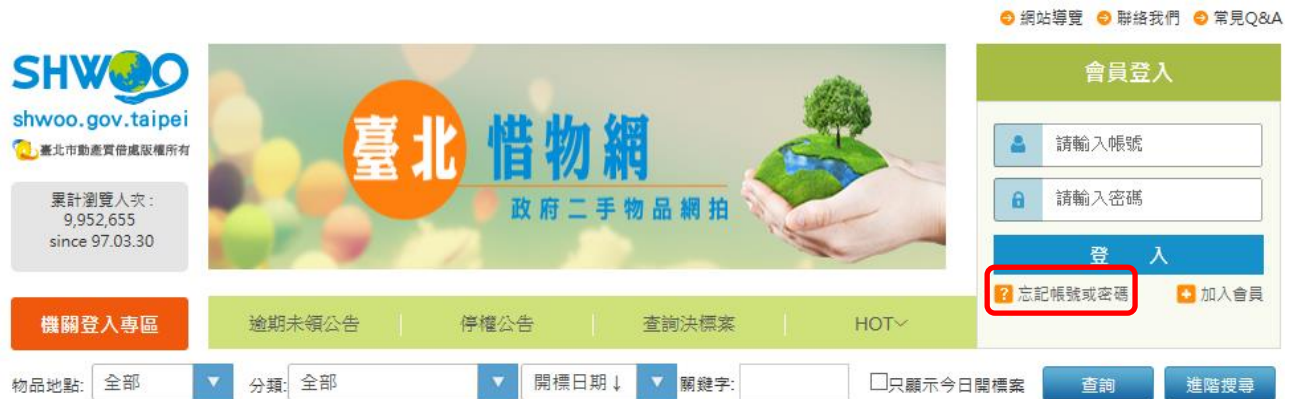 網站導覽 聯絡我們 常見Q&A
SHWOO
shwoo.gov.taipei
臺北市動產質借處版權所有
累計瀏覽人次:
9,952,655
since 97.03.30
臺北惜物網
政府二手物品網拍
會員登入
請輸入帳號
請輸入密碼
登 入
忘記帳號或密碼 加入會員
機關登入專區 逾期未領公告 停權公告 查詢決標案 HOT
物品地點: 全部 分類: 全部 開標日期↓ 關鍵字: 只顯示今日開標案 查詢 進階搜尋